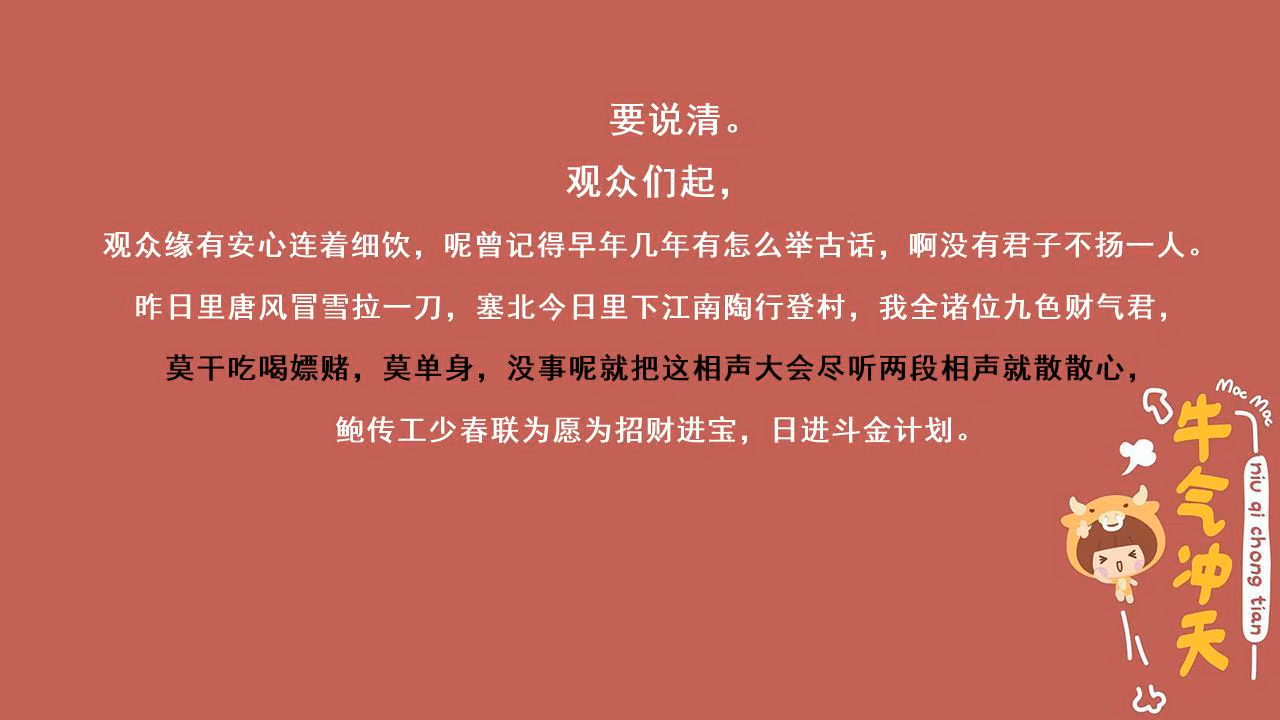 要说清。
观众们起，
观众缘有安心连着细饮，呢曾记得早年几年有怎么举古话，啊没有君子不扬一人。
昨日里唐风冒雪拉一刀，塞北今日里下江南陶行登村，我全诸位九色财气君，
莫干吃喝嫖赌，莫单身，没事呢就把这相声大会尽听两段相声就散散心，
鲍传工少春联为愿为招财进宝，日进斗金计划。
Moc Moc
牛气冲天
niu qi chong tian